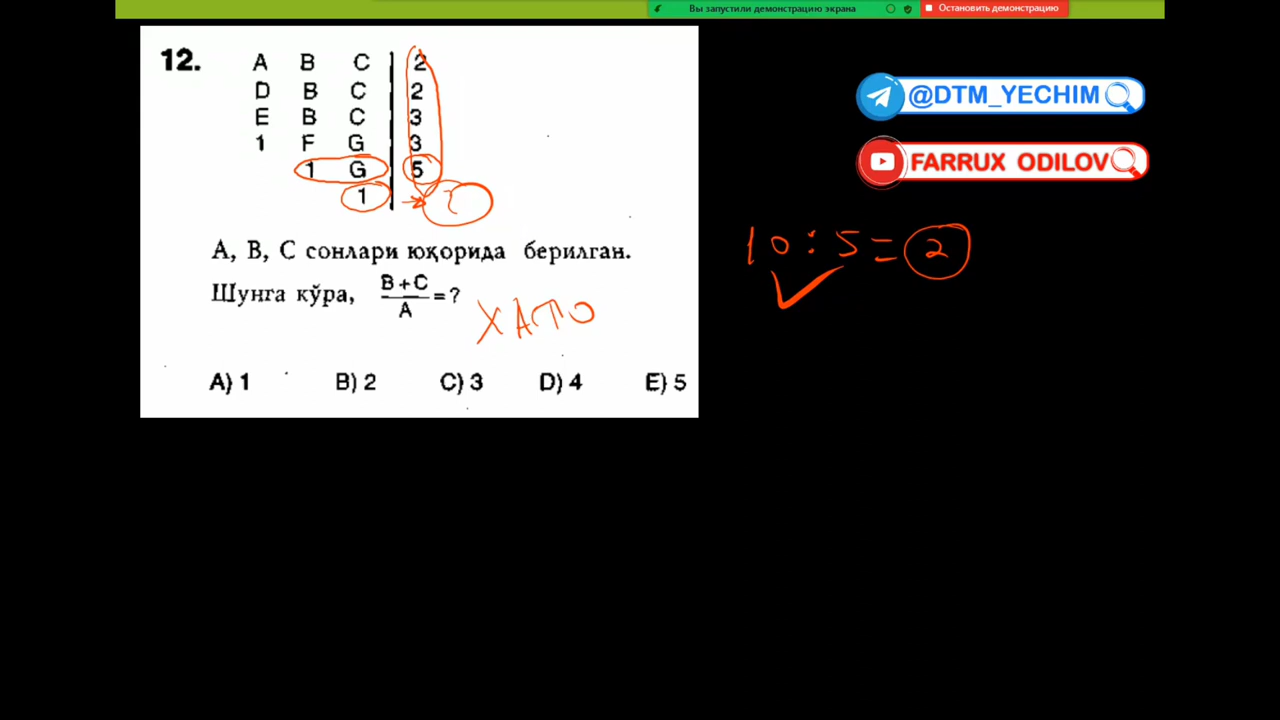 Вы запустили демонстрацию экрана
Остановить демонстрацию
12. A B C | 2
D B C | 2
E B C | 3
1 F G | 3
1 G | 5
1 →
@DTM_YECHIM
FARRUX ODILOV
10 : 5 = 2
A, B, C сонлари юқорида берилган.
Шунга кўра, (B+C)/A = ?
ХАТО
A) 1 B) 2 C) 3 D) 4 E) 5